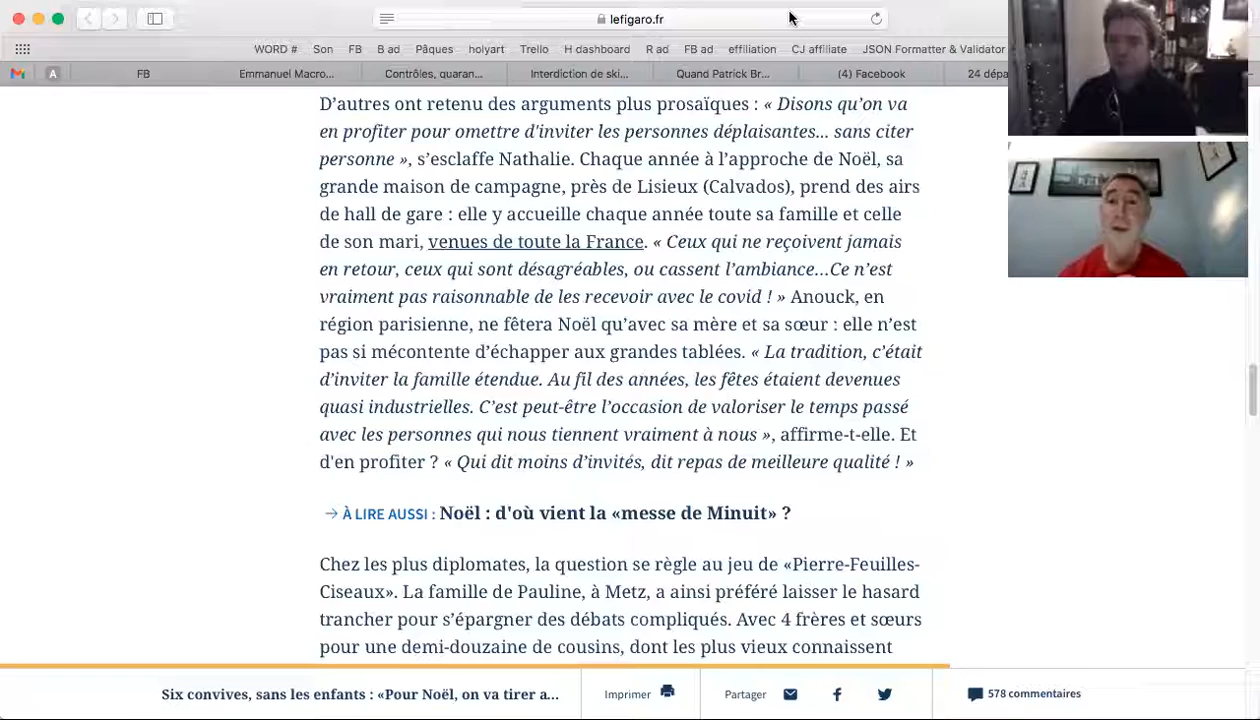 lefigaro.fr
WORD # Son FB B ad Pâques holyart Trello H dashboard R ad FB ad effiliation CJ affiliate JSON Formatter & Validator
A FB Emmanuel Macro... Contrôles, quaran... Interdiction de ski... Quand Patrick Br... (4) Facebook 24 dépa
D’autres ont retenu des arguments plus prosaïques : « Disons qu’on va
en profiter pour omettre d'inviter les personnes déplaisantes... sans citer
personne », s’esclaffe Nathalie. Chaque année à l’approche de Noël, sa
grande maison de campagne, près de Lisieux (Calvados), prend des airs
de hall de gare : elle y accueille chaque année toute sa famille et celle
de son mari, venues de toute la France. « Ceux qui ne reçoivent jamais
en retour, ceux qui sont désagréables, ou cassent l’ambiance…Ce n’est
vraiment pas raisonnable de les recevoir avec le covid ! » Anouck, en
région parisienne, ne fêtera Noël qu’avec sa mère et sa sœur : elle n’est
pas si mécontente d’échapper aux grandes tablées. « La tradition, c’était
d’inviter la famille étendue. Au fil des années, les fêtes étaient devenues
quasi industrielles. C’est peut-être l’occasion de valoriser le temps passé
avec les personnes qui nous tiennent vraiment à nous », affirme-t-elle. Et
d'en profiter ? « Qui dit moins d’invités, dit repas de meilleure qualité ! »
→ À LIRE AUSSI : Noël : d'où vient la «messe de Minuit» ?
Chez les plus diplomates, la question se règle au jeu de «Pierre-Feuilles-
Ciseaux». La famille de Pauline, à Metz, a ainsi préféré laisser le hasard
trancher pour s’épargner des débats compliqués. Avec 4 frères et sœurs
pour une demi-douzaine de cousins, dont les plus vieux connaissent
Six convives, sans les enfants : «Pour Noël, on va tirer a... Imprimer Partager 578 commentaires